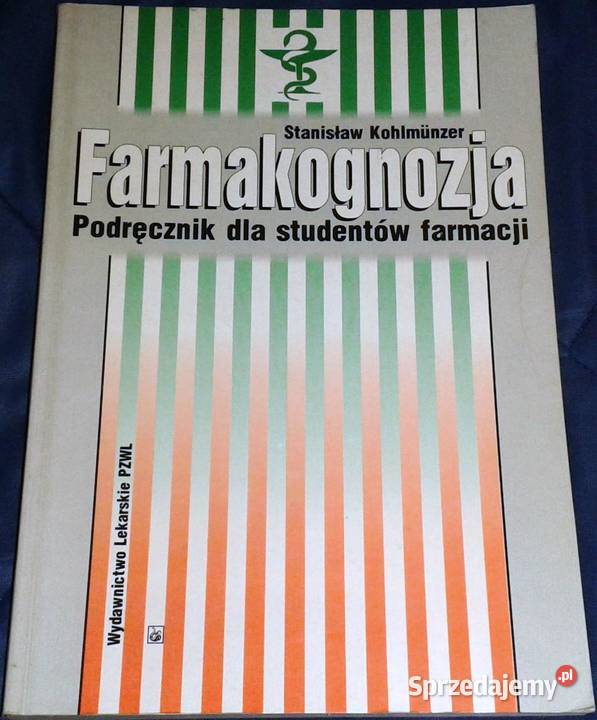 Stanisław Kohlmünzer
Farmakognozja
Podręcznik dla studentów farmacji
Wydawnictwo Lekarskie PZWL
Sprzedajemy.pl